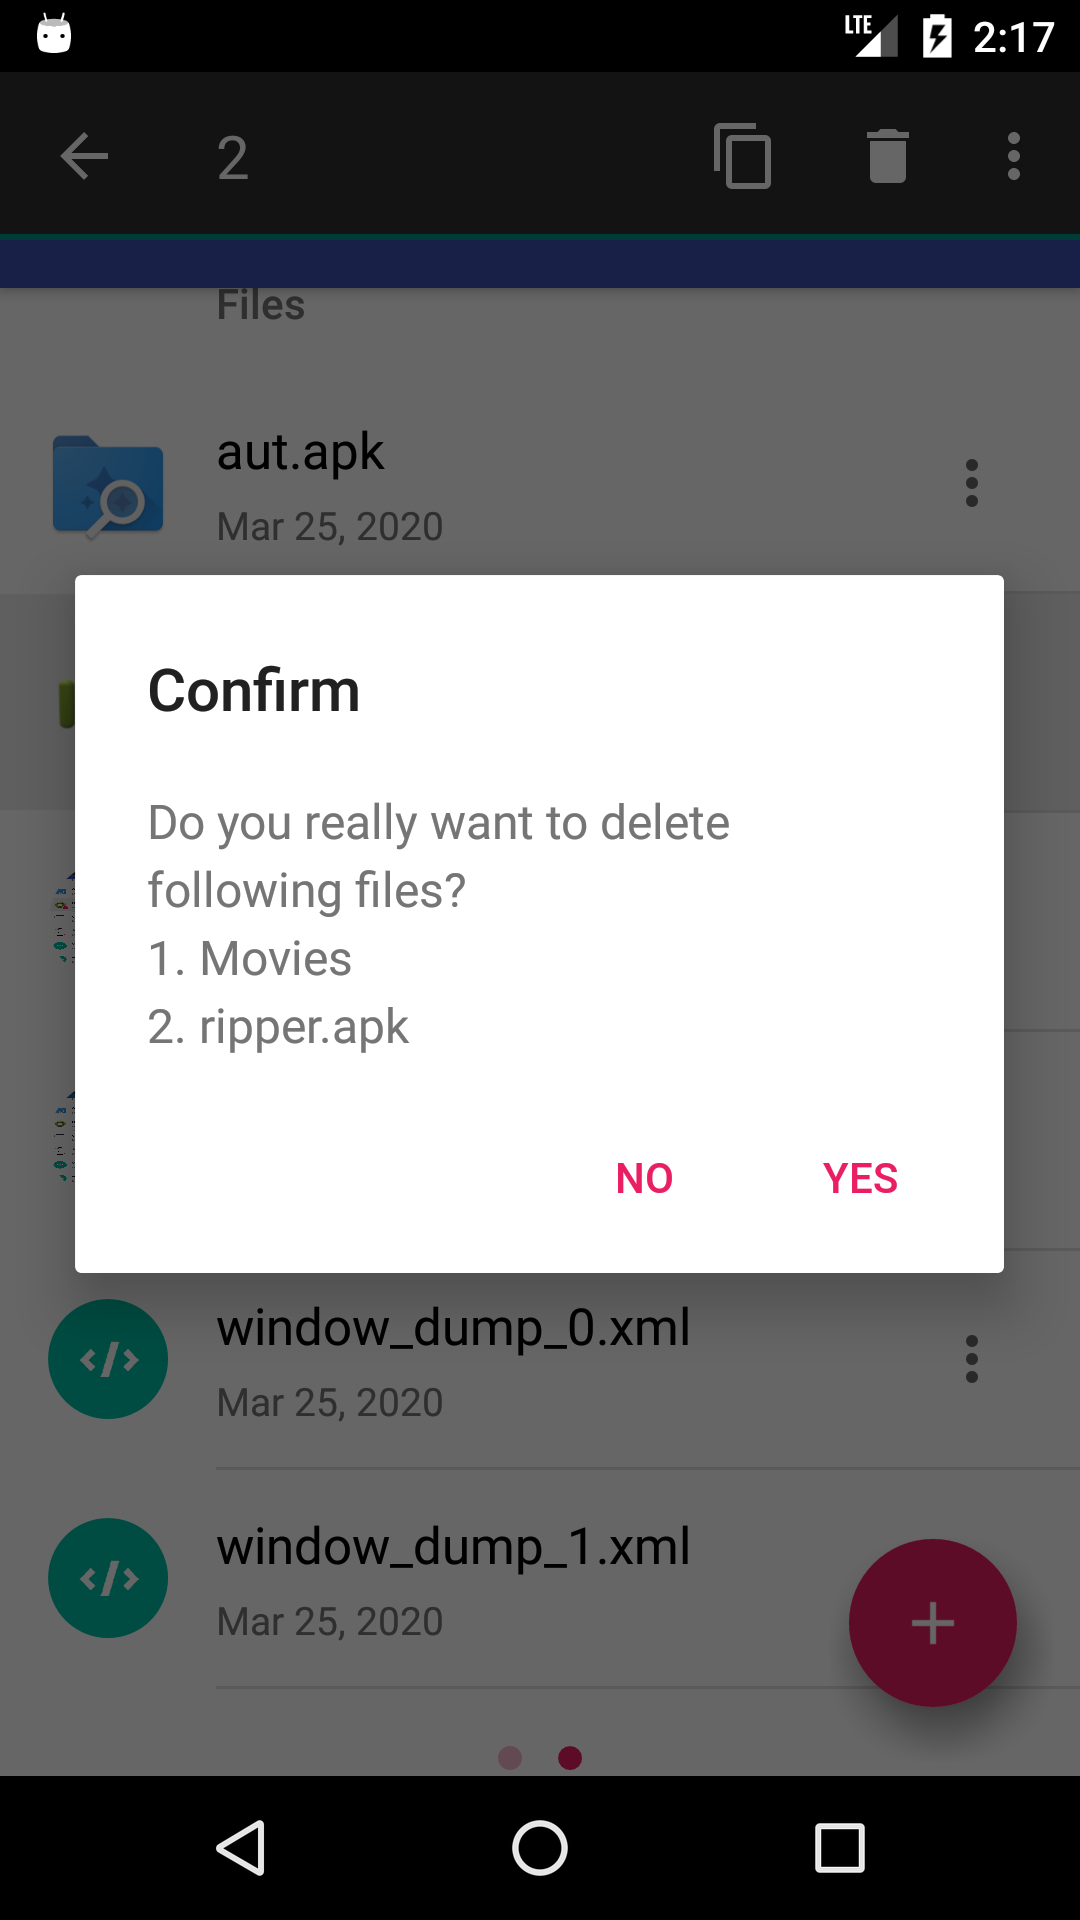 LTE 2:17
2
Files
aut.apk
Mar 25, 2020
Confirm
Do you really want to delete
following files?
1. Movies
2. ripper.apk
NO YES
window_dump_0.xml
Mar 25, 2020
window_dump_1.xml
Mar 25, 2020